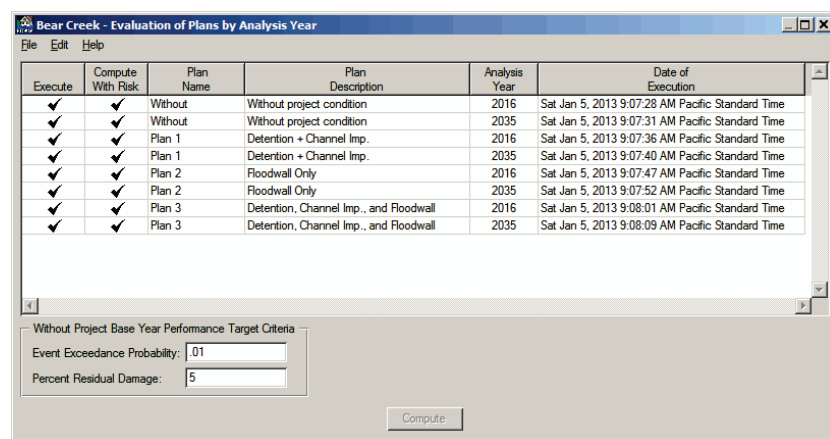 Bear Creek - Evaluation of Plans by Analysis Year
File Edit Help
Execute Compute With Risk Plan Name Plan Description Analysis Year Date of Execution
Without Without project condition 2016 Sat Jan 5, 2013 9:07:28 AM Pacific Standard Time
Without Without project condition 2035 Sat Jan 5, 2013 9:07:31 AM Pacific Standard Time
Plan 1 Detention + Channel Imp. 2016 Sat Jan 5, 2013 9:07:36 AM Pacific Standard Time
Plan 1 Detention + Channel Imp. 2035 Sat Jan 5, 2013 9:07:40 AM Pacific Standard Time
Plan 2 Floodwall Only 2016 Sat Jan 5, 2013 9:07:47 AM Pacific Standard Time
Plan 2 Floodwall Only 2035 Sat Jan 5, 2013 9:07:52 AM Pacific Standard Time
Plan 3 Detention, Channel Imp., and Floodwall 2016 Sat Jan 5, 2013 9:08:01 AM Pacific Standard Time
Plan 3 Detention, Channel Imp., and Floodwall 2035 Sat Jan 5, 2013 9:08:09 AM Pacific Standard Time
Without Project Base Year Performance Target Criteria
Event Exceedance Probability: .01
Percent Residual Damage: 5
Compute